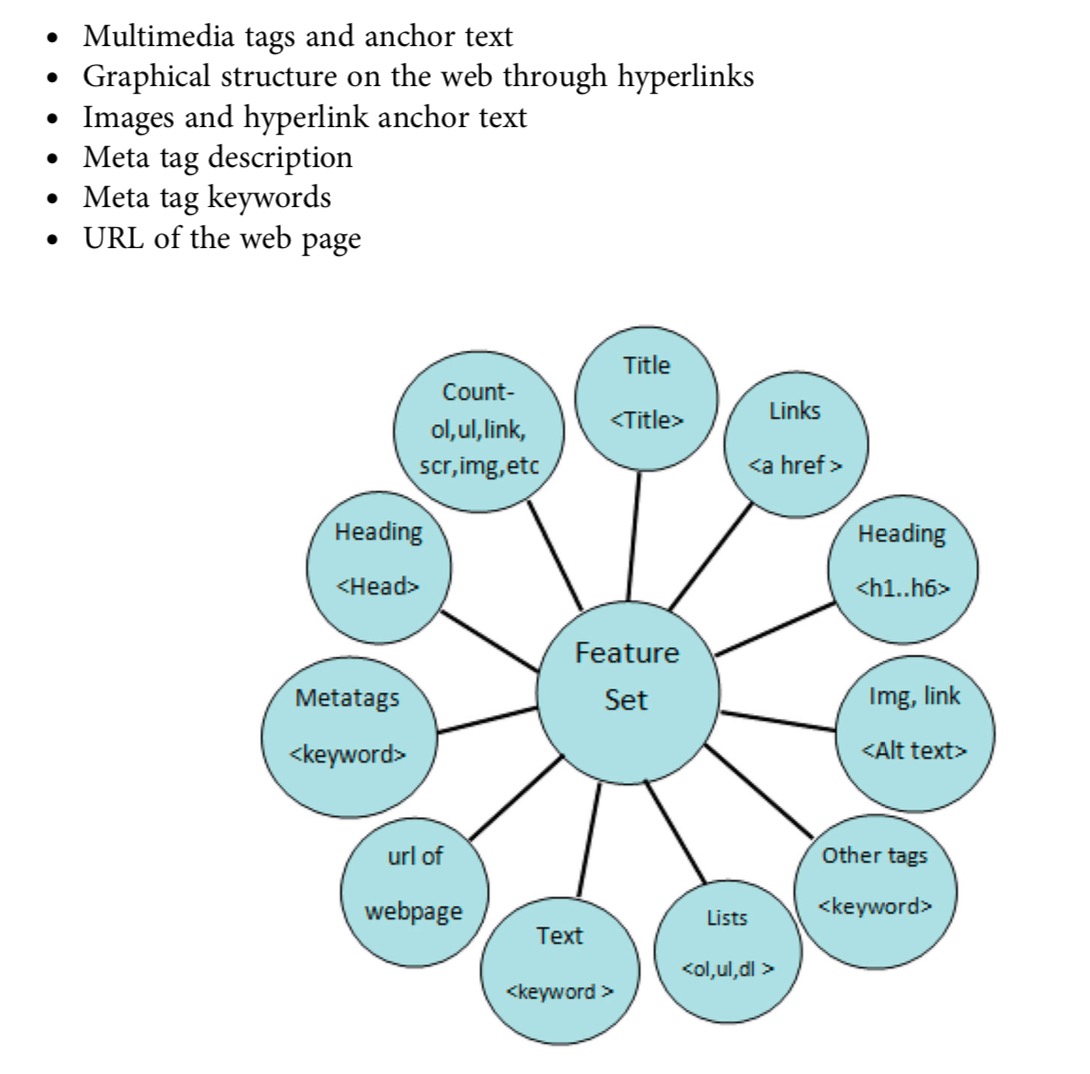 • Multimedia tags and anchor text
• Graphical structure on the web through hyperlinks
• Images and hyperlink anchor text
• Meta tag description
• Meta tag keywords
• URL of the web page
Title
<Title>
Count-
ol,ul,link,
scr,img,etc
Links
<a href >
Heading
<Head>
Heading
<h1..h6>
Feature
Set
Metatags
<keyword>
Img, link
<Alt text>
url of
webpage
Other tags
<keyword>
Text
<keyword >
Lists
<ol,ul,dl >